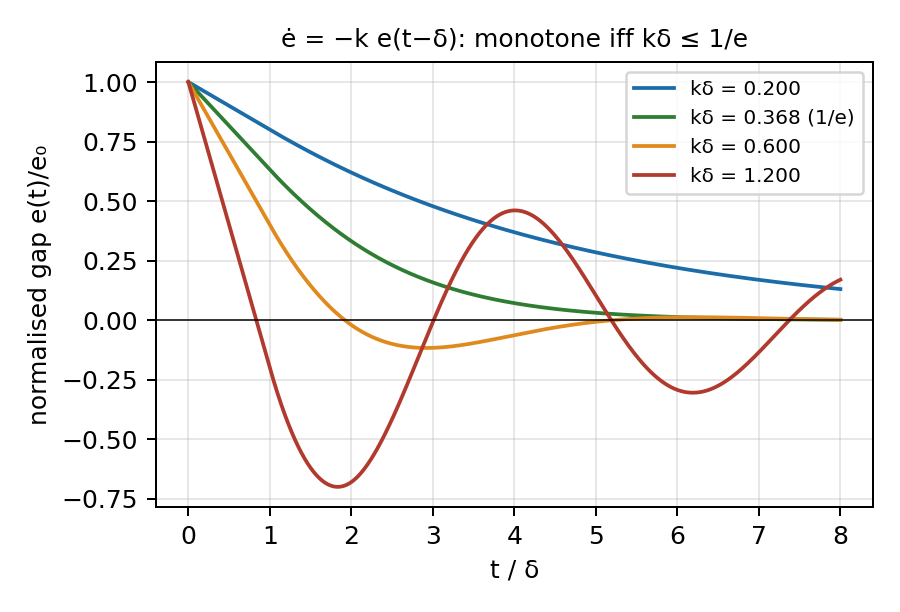 ė = −k e(t−δ): monotone iff kδ ≤ 1/e
kδ = 0.200
kδ = 0.368 (1/e)
kδ = 0.600
kδ = 1.200
normalised gap e(t)/e₀
1.00
0.75
0.50
0.25
0.00
−0.25
−0.50
−0.75
0 1 2 3 4 5 6 7 8
t / δ